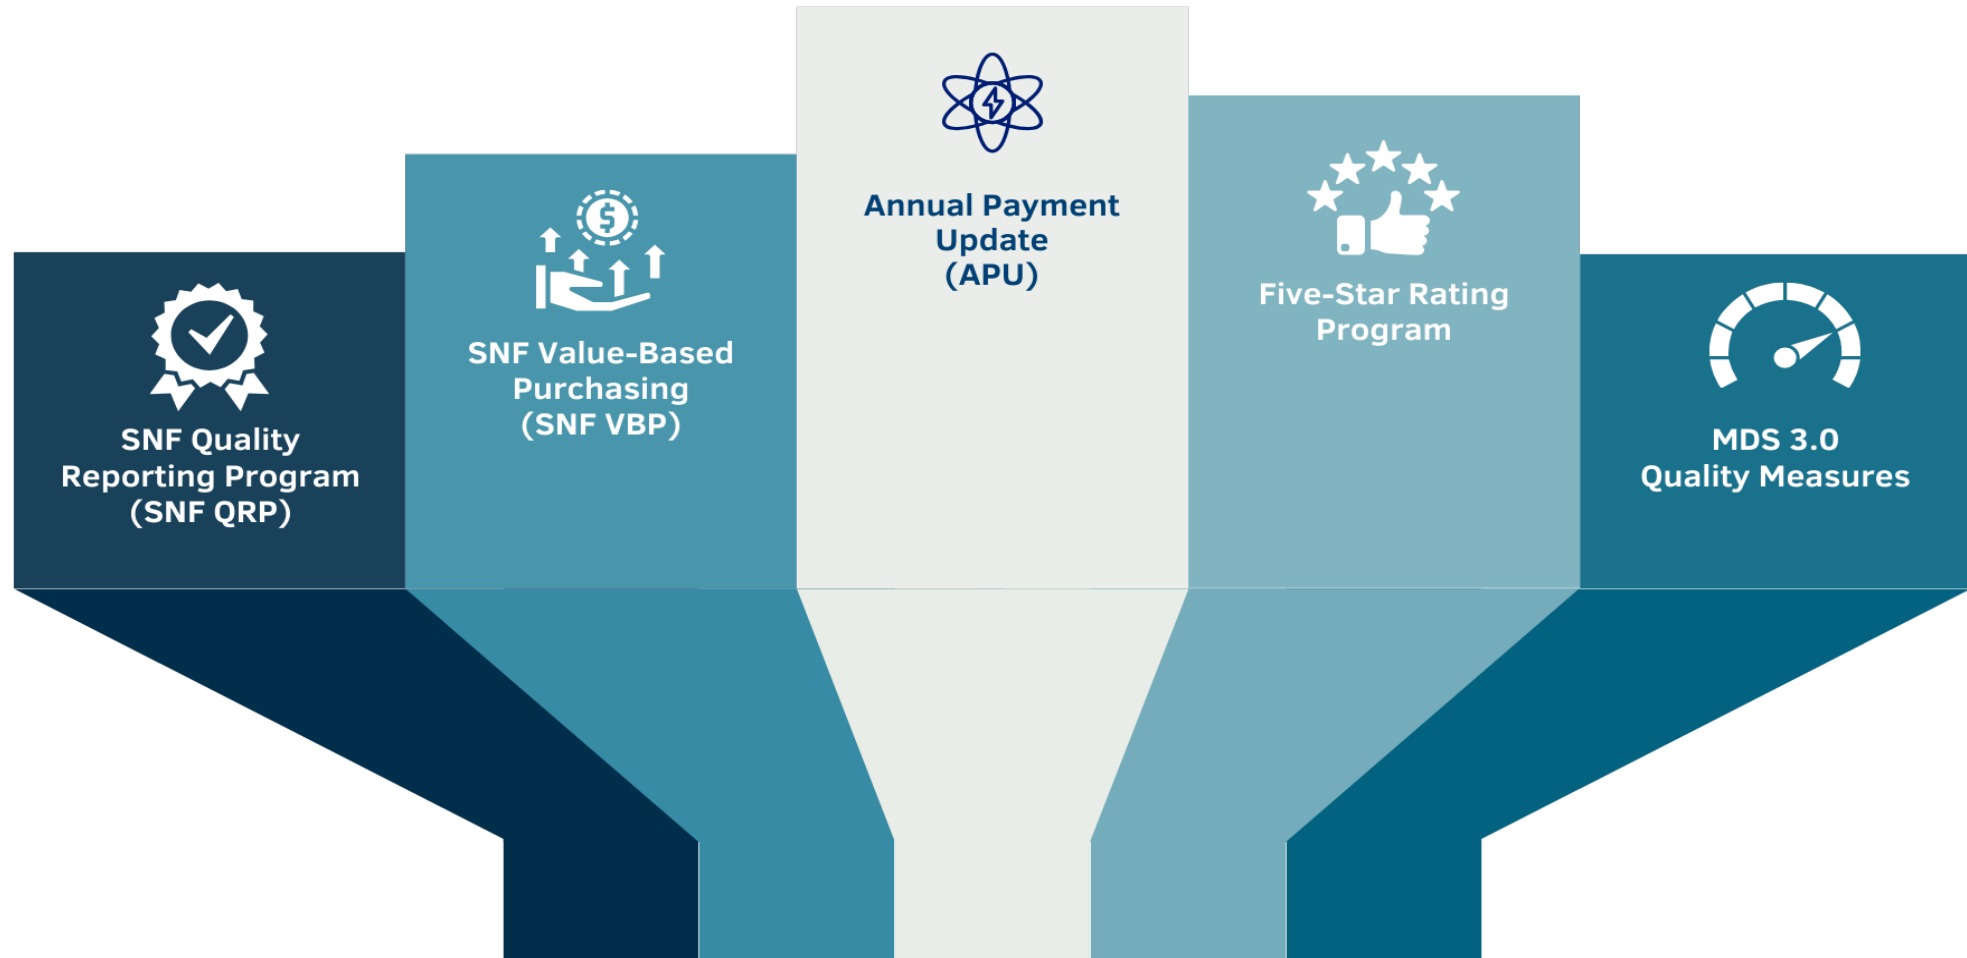 SNF Quality
Reporting Program
(SNF QRP)
SNF Value-Based
Purchasing
(SNF VBP)
Annual Payment
Update
(APU)
Five-Star Rating
Program
MDS 3.0
Quality Measures